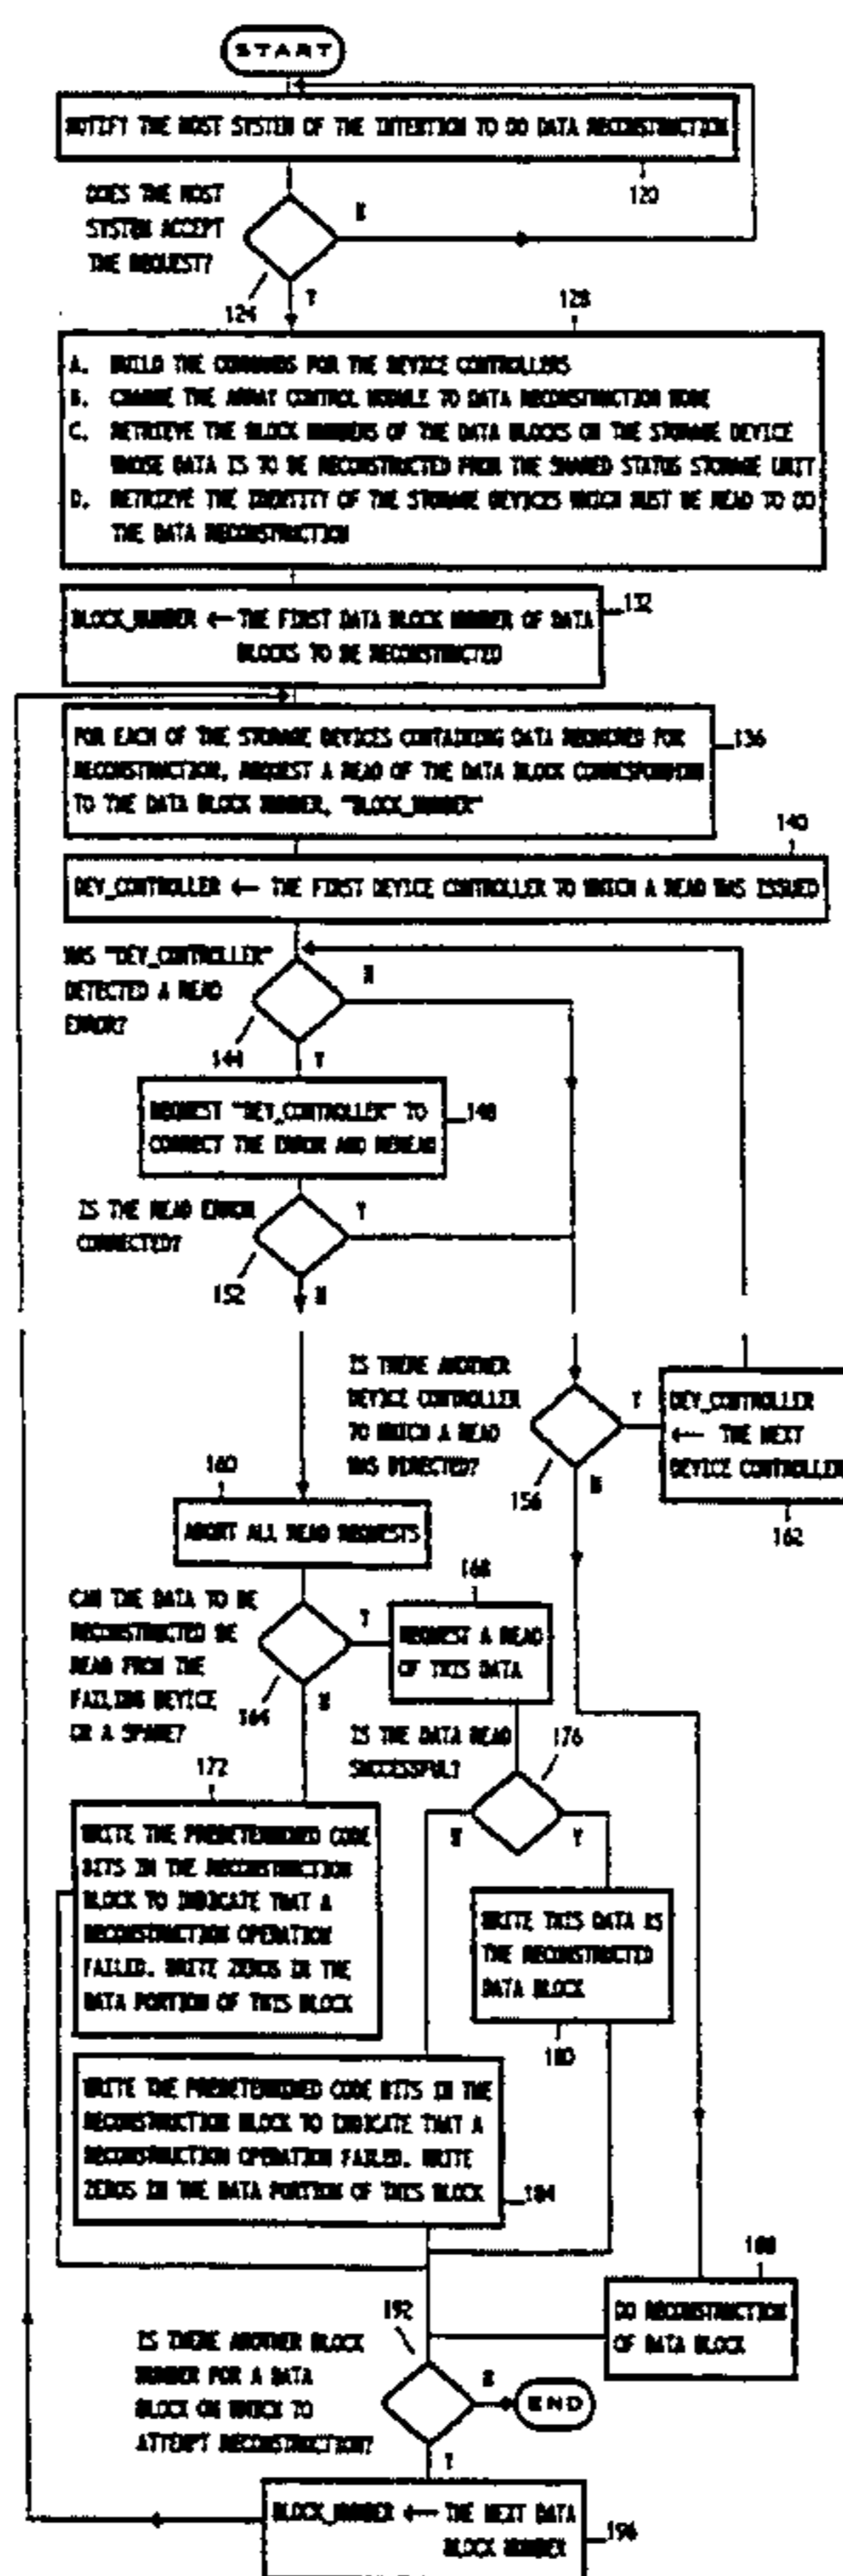 START
NOTIFY THE HOST SYSTEM OF THE INTENTION TO DO DATA RECONSTRUCTION
120
DOES THE HOST
SYSTEM ACCEPT
THE REQUEST?
N
124
Y
128
A. BUILD THE COMMANDS FOR THE DEVICE CONTROLLERS
B. CHANGE THE ARRAY CONTROL MODULE TO DATA RECONSTRUCTION MODE
C. RETRIEVE THE BLOCK NUMBERS OF THE DATA BLOCKS ON THE STORAGE DEVICE
WHOSE DATA IS TO BE RECONSTRUCTED FROM THE SHARED STATUS STORAGE UNIT
D. RETRIEVE THE IDENTITY OF THE STORAGE DEVICES WHICH MUST BE READ TO DO
THE DATA RECONSTRUCTION
BLOCK_NUMBER ← THE FIRST DATA BLOCK NUMBER OF DATA
BLOCKS TO BE RECONSTRUCTED
132
FOR EACH OF THE STORAGE DEVICES CONTAINING DATA REQUIRED FOR
RECONSTRUCTION, REQUEST A READ OF THE DATA BLOCK CORRESPONDING
TO THE DATA BLOCK NUMBER, "BLOCK_NUMBER"
136
140
DEV_CONTROLLER ← THE FIRST DEVICE CONTROLLER TO WHICH A READ WAS ISSUED
HAS "DEV_CONTROLLER"
DETECTED A READ
ERROR?
N
144
Y
REQUEST "DEV_CONTROLLER" TO
CORRECT THE ERROR AND REREAD
148
IS THE READ ERROR
CORRECTED?
Y
152
N
IS THERE ANOTHER
DEVICE CONTROLLER
TO WHICH A READ
WAS DIRECTED?
Y
156
N
DEV_CONTROLLER
← THE NEXT
DEVICE CONTROLLER
162
160
ABORT ALL READ REQUESTS
CAN THE DATA TO BE
RECONSTRUCTED BE
READ FROM THE
FAILING DEVICE
OR A SPARE?
Y
164
N
168
REQUEST A READ
OF THIS DATA
IS THE DATA READ
SUCCESSFUL?
176
N
Y
172
WRITE THE PREDETERMINED CODE
BITS IN THE RECONSTRUCTION
BLOCK TO INDICATE THAT A
RECONSTRUCTION OPERATION
FAILED. WRITE ZEROS IN THE
DATA PORTION OF THIS BLOCK
WRITE THIS DATA IS
THE RECONSTRUCTED
DATA BLOCK
180
WRITE THE PREDETERMINED CODE BITS IN THE
RECONSTRUCTION BLOCK TO INDICATE THAT A
RECONSTRUCTION OPERATION FAILED. WRITE
ZEROS IN THE DATA PORTION OF THIS BLOCK
184
188
DO RECONSTRUCTION
OF DATA BLOCK
192
IS THERE ANOTHER BLOCK
NUMBER FOR A DATA
BLOCK ON WHICH TO
ATTEMPT RECONSTRUCTION?
N
END
Y
BLOCK_NUMBER ← THE NEXT DATA
BLOCK NUMBER
196